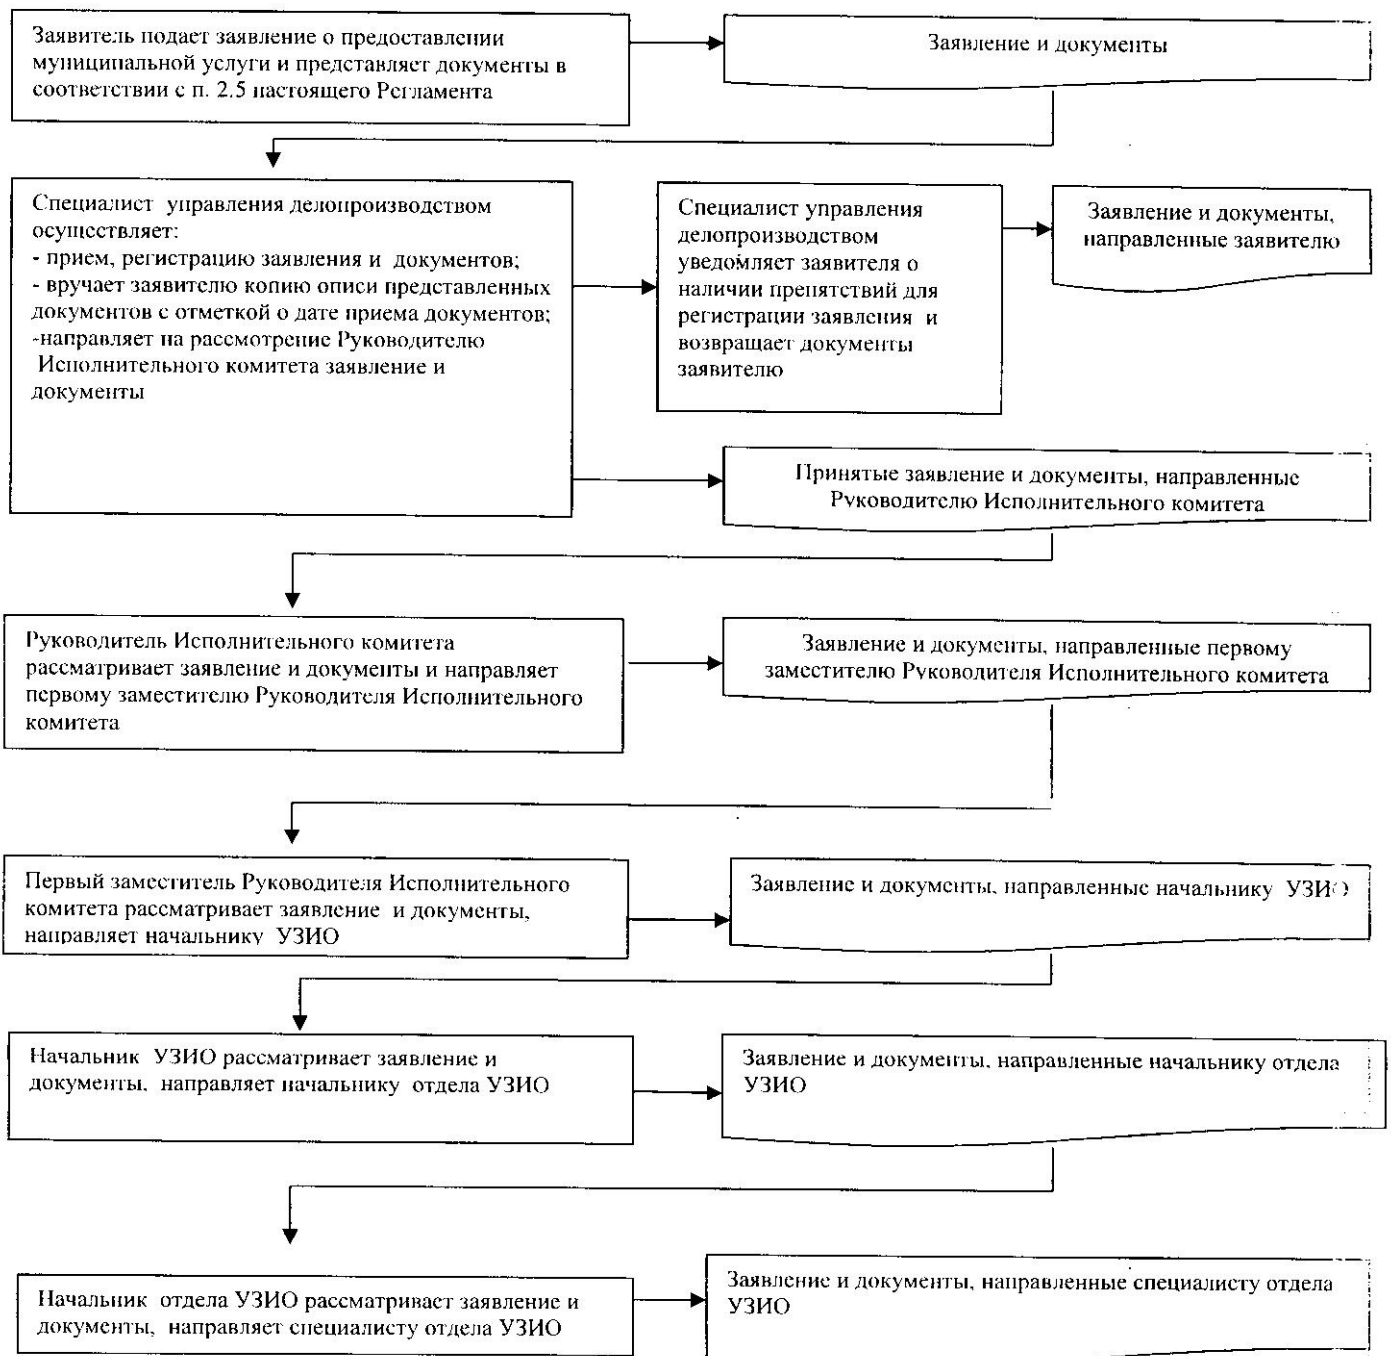 Заявитель подает заявление о предоставлении
муниципальной услуги и представляет документы в
соответствии с п. 2.5 настоящего Регламента
Заявление и документы
Специалист управления делопроизводством
осуществляет:
- прием, регистрацию заявления и документов;
- вручает заявителю копию описи представленных
документов с отметкой о дате приема документов;
-направляет на рассмотрение Руководителю
Исполнительного комитета заявление и
документы
Специалист управления
делопроизводством
уведомляет заявителя о
наличии препятствий для
регистрации заявления и
возвращает документы
заявителю
Заявление и документы,
направленные заявителю
Принятые заявление и документы, направленные
Руководителю Исполнительного комитета
Руководитель Исполнительного комитета
рассматривает заявление и документы и направляет
первому заместителю Руководителя Исполнительного
комитета
Заявление и документы, направленные первому
заместителю Руководителя Исполнительного комитета
Первый заместитель Руководителя Исполнительного
комитета рассматривает заявление и документы,
направляет начальнику УЗИО
Заявление и документы, направленные начальнику УЗИО
Начальник УЗИО рассматривает заявление и
документы, направляет начальнику отдела УЗИО
Заявление и документы, направленные начальнику отдела
УЗИО
Начальник отдела УЗИО рассматривает заявление и
документы, направляет специалисту отдела УЗИО
Заявление и документы, направленные специалисту отдела
УЗИО